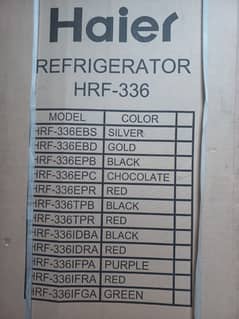 Haier
REFRIGERATOR
HRF-336
MODEL COLOR
HRF-336EBS SILVER
HRF-336EBD GOLD
HRF-336EPB BLACK
HRF-336EPC CHOCOLATE
HRF-336EPR RED
HRF-336TPB BLACK
HRF-336TPR RED
HRF-336IDBA BLACK
HRF-336IDRA RED
HRF-336IFPA PURPLE
HRF-336IFRA RED
HRF-336IFGA GREEN